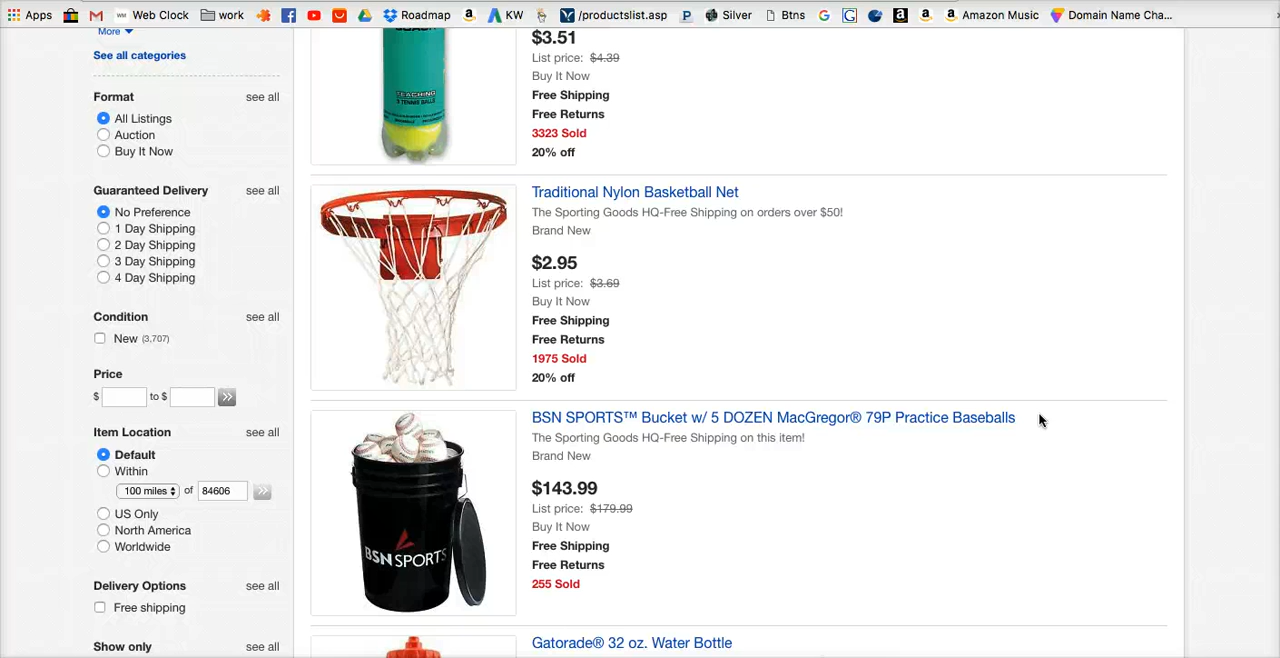 Apps
Web Clock
work
Roadmap
KW
/productslist.asp
Silver
Btns
Amazon Music
Domain Name Cha...
More
See all categories
Format see all
All Listings
Auction
Buy It Now
Guaranteed Delivery see all
No Preference
1 Day Shipping
2 Day Shipping
3 Day Shipping
4 Day Shipping
Condition see all
New (3,707)
Price
$ to $
Item Location see all
Default
Within
100 miles of 84606
US Only
North America
Worldwide
Delivery Options see all
Free shipping
Show only see all
TEACHING
3 TENNIS BALLS
$3.51
List price: $4.39
Buy It Now
Free Shipping
Free Returns
3323 Sold
20% off
Traditional Nylon Basketball Net
The Sporting Goods HQ-Free Shipping on orders over $50!
Brand New
$2.95
List price: $3.69
Buy It Now
Free Shipping
Free Returns
1975 Sold
20% off
BSN SPORTS
BSN SPORTS™ Bucket w/ 5 DOZEN MacGregor® 79P Practice Baseballs
The Sporting Goods HQ-Free Shipping on this item!
Brand New
$143.99
List price: $179.99
Buy It Now
Free Shipping
Free Returns
255 Sold
Gatorade® 32 oz. Water Bottle